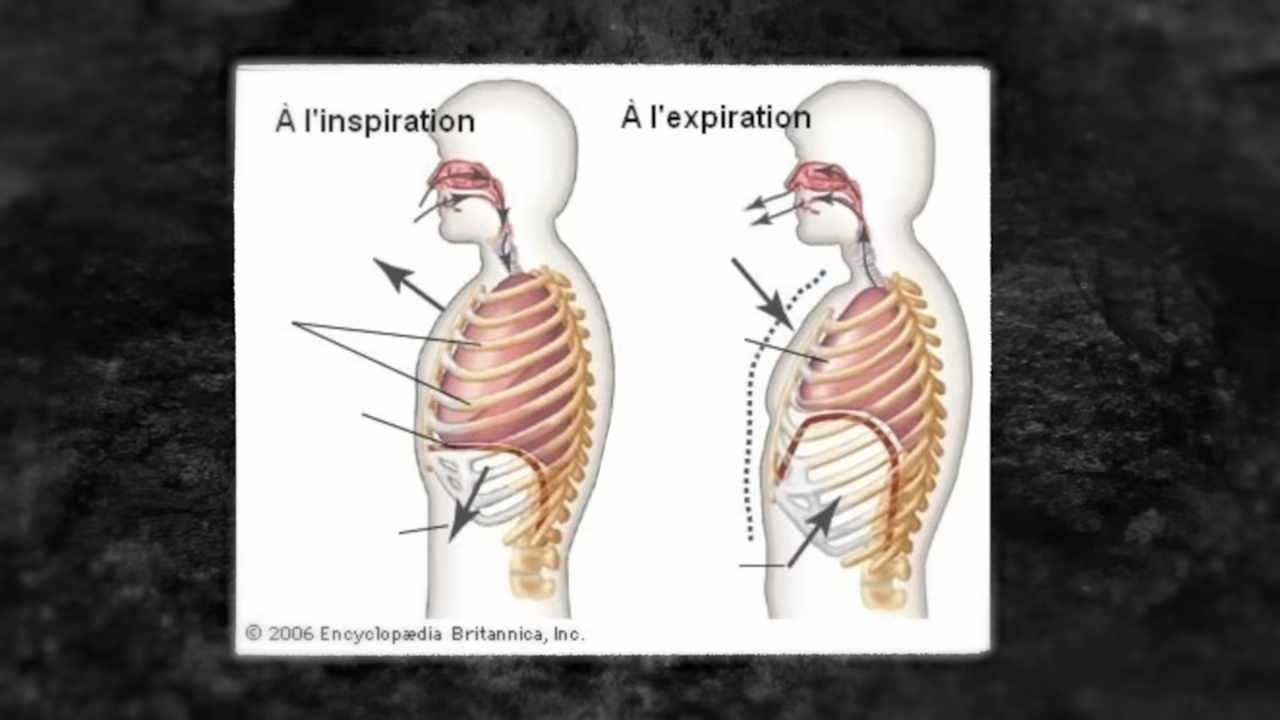 À l'inspiration
À l'expiration
© 2006 Encyclopædia Britannica, Inc.